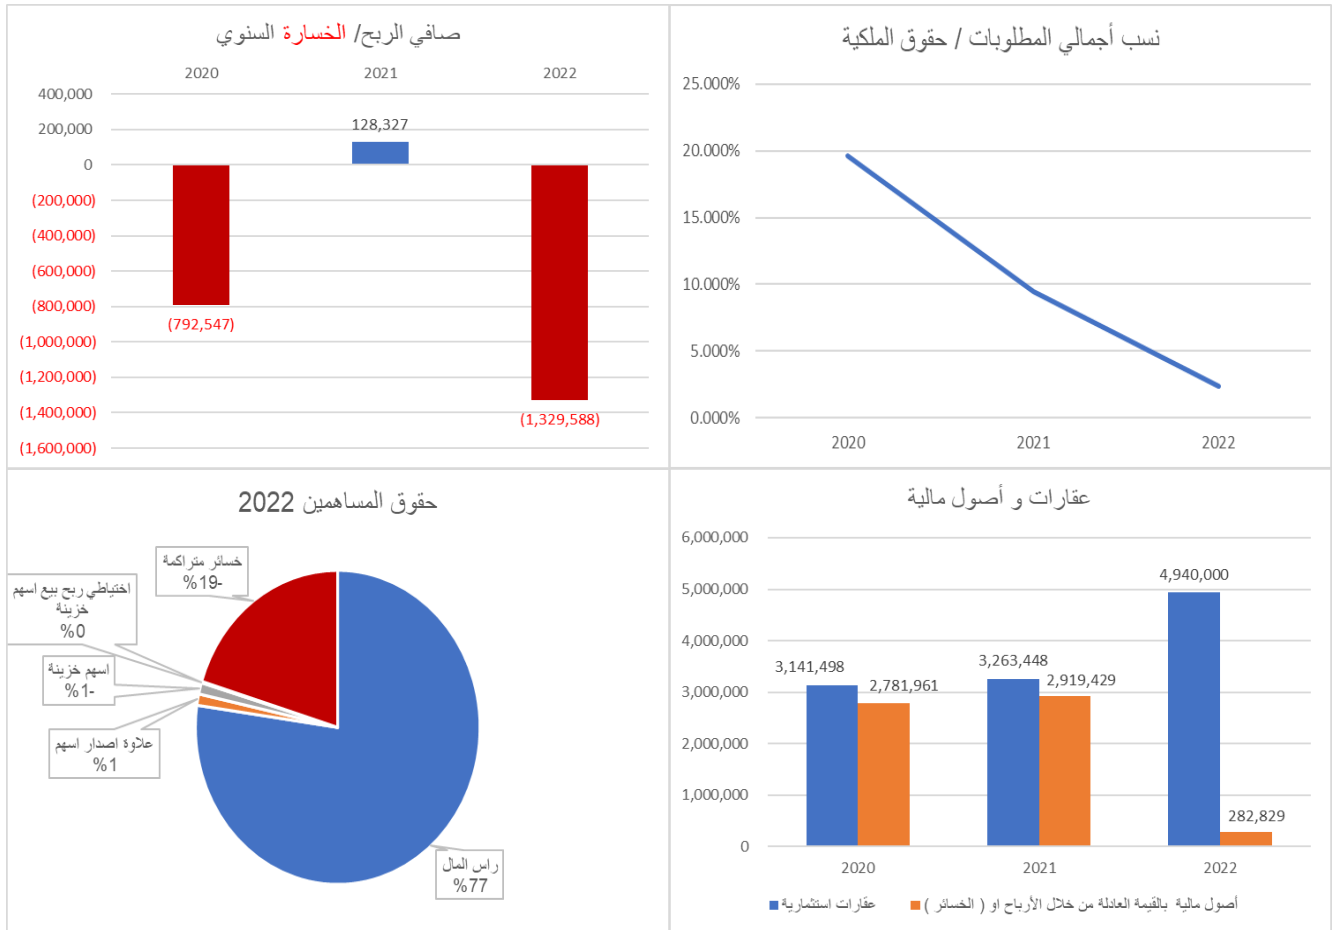 صافي الربح/ الخسارة السنوي
2020 2021 2022
400,000
200,000
0
(200,000)
(400,000)
(600,000)
(800,000)
(1,000,000)
(1,200,000)
(1,400,000)
(1,600,000)
128,327
(792,547)
(1,329,588)
نسب أجمالي المطلوبات / حقوق الملكية
25.000%
20.000%
15.000%
10.000%
5.000%
0.000%
2020 2021 2022
حقوق المساهمين 2022
خسائر متراكمة
%19-
اختياطي ربح بيع اسهم
خزينة
%0
اسهم خزينة
%1-
علاوة اصدار اسهم
%1
راس المال
%77
عقارات و أصول مالية
6,000,000
5,000,000
4,000,000
3,000,000
2,000,000
1,000,000
0
3,141,498
2,781,961
3,263,448
2,919,429
4,940,000
282,829
2020 2021 2022
عقارات استثمارية
أصول مالية بالقيمة العادلة من خلال الأرباح او ( الخسائر )